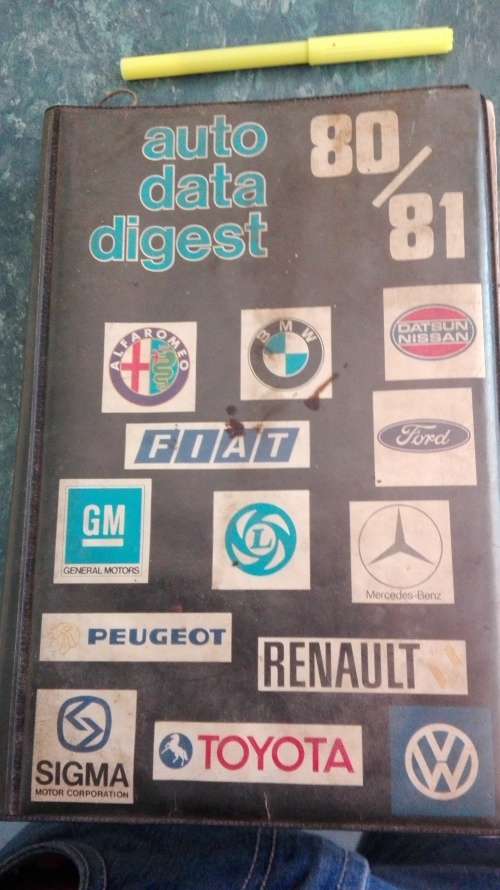 auto
data
digest
80/81
ALFA ROMEO
BMW
DATSUN
NISSAN
FIAT
Ford
GM
GENERAL MOTORS
L
Mercedes-Benz
PEUGEOT
RENAULT
SIGMA
MOTOR CORPORATION
TOYOTA
VW